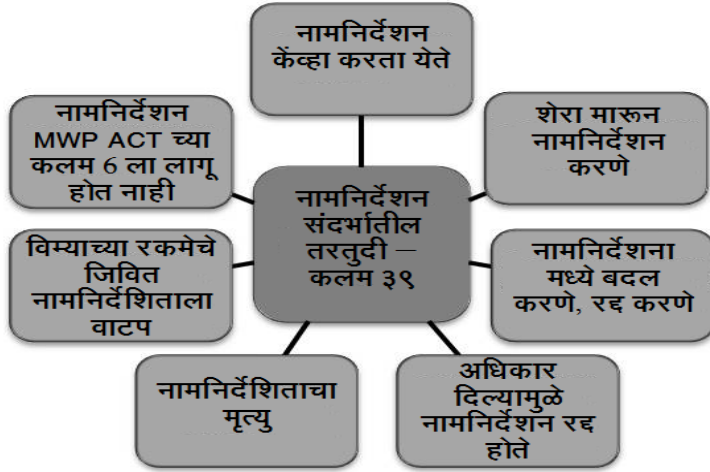 नामनिर्देशन
केंव्हा करता येते
शेरा मारून
नामनिर्देशन
करणे
नामनिर्देशना
मध्ये बदल
करणे, रद्द करणे
अधिकार
दिल्यामुळे
नामनिर्देशन रद्द
होते
नामनिर्देशिताचा
मृत्यु
विम्याच्या रकमेचे
जिवित
नामनिर्देशिताला
वाटप
नामनिर्देशन
MWP ACT च्या
कलम 6 ला लागू
होत नाही
नामनिर्देशन
संदर्भातील
तरतुदी –
कलम ३९